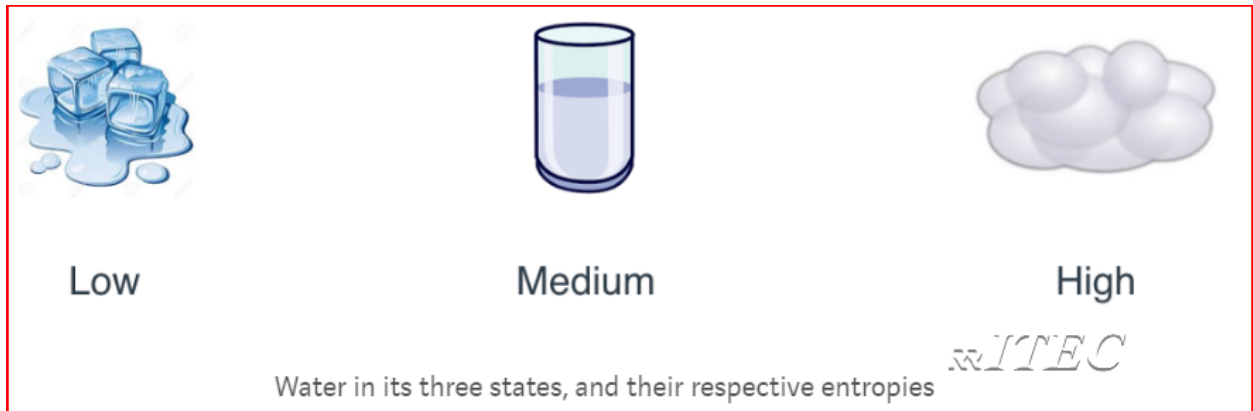 Low
Medium
High
ITEC
Water in its three states, and their respective entropies